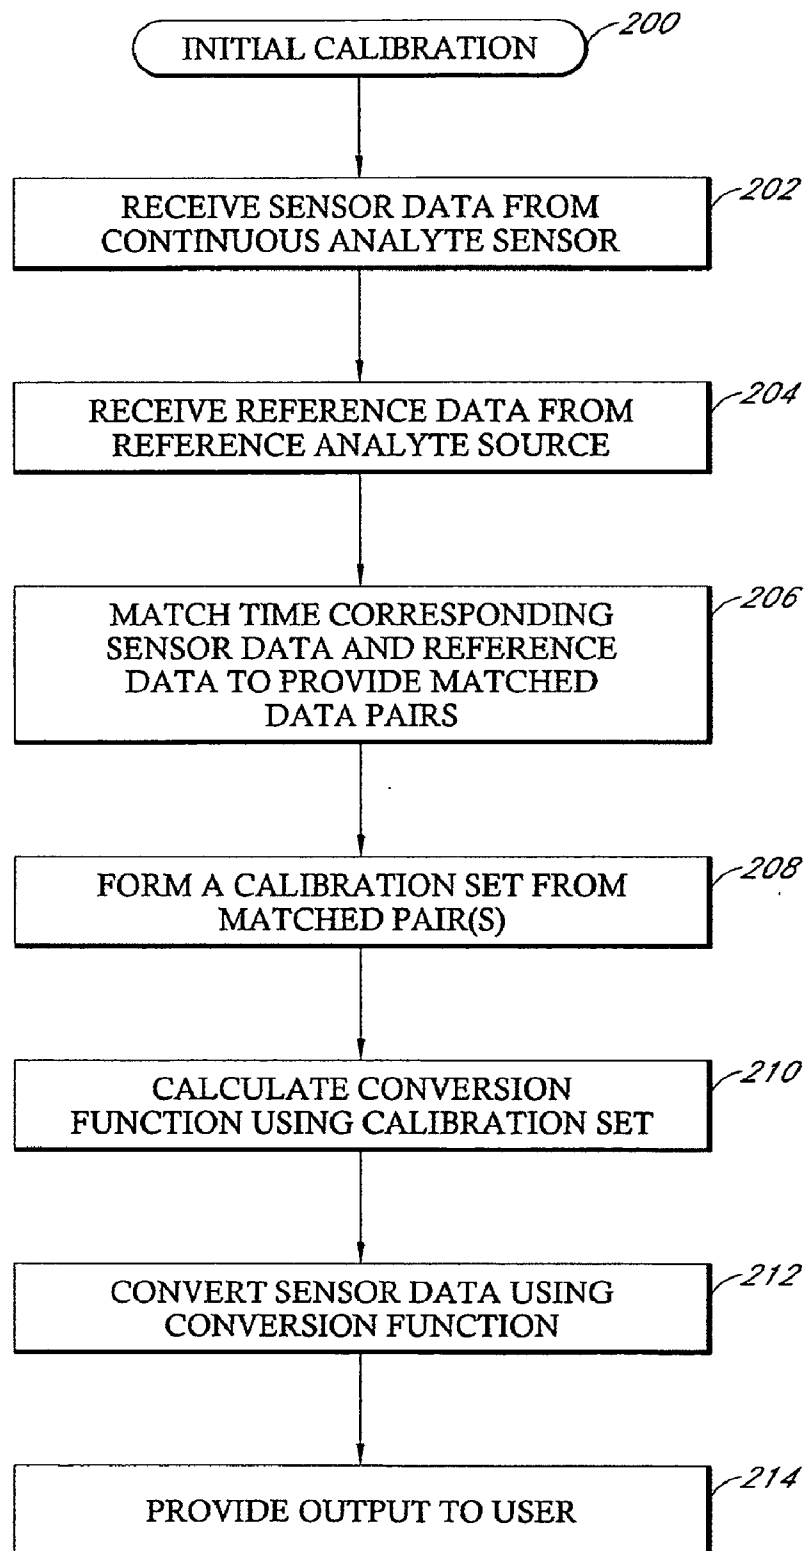 INITIAL CALIBRATION
200
RECEIVE SENSOR DATA FROM
CONTINUOUS ANALYTE SENSOR
202
RECEIVE REFERENCE DATA FROM
REFERENCE ANALYTE SOURCE
204
MATCH TIME CORRESPONDING
SENSOR DATA AND REFERENCE
DATA TO PROVIDE MATCHED
DATA PAIRS
206
FORM A CALIBRATION SET FROM
MATCHED PAIR(S)
208
CALCULATE CONVERSION
FUNCTION USING CALIBRATION SET
210
CONVERT SENSOR DATA USING
CONVERSION FUNCTION
212
PROVIDE OUTPUT TO USER
214